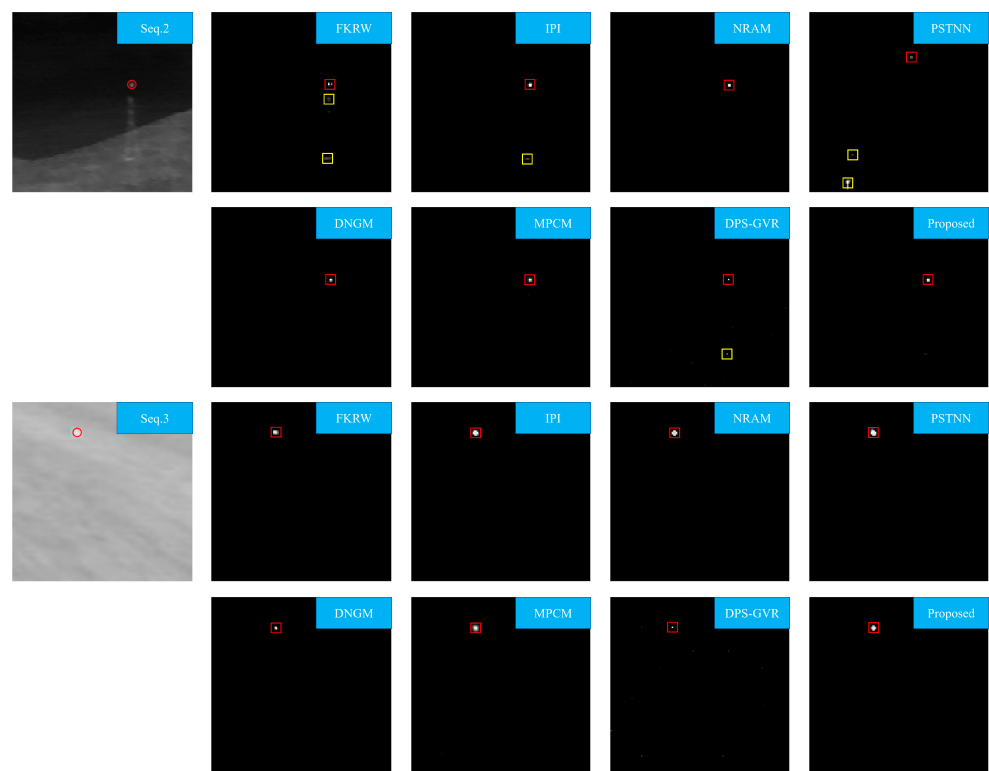 Seq.2
FKRW
IPI
NRAM
PSTNN
DNGM
MPCM
DPS-GVR
Proposed
Seq.3
FKRW
IPI
NRAM
PSTNN
DNGM
MPCM
DPS-GVR
Proposed